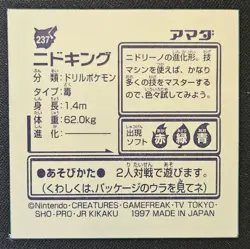 237
ニドキング
分類：ドリルポケモン
タイプ：毒
身長：1.4m
体重：62.0kg
進化：————
アマダ
ニドリーノの進化形。技
マシンを使えば、かなり
多くの技をマスターする
ので、色々試してみよう。
出現
ソフト
赤 緑 青
●あそびかた● 2人対戦で遊びます。
(くわしくは、パッケージのウラを見てネ)
©Nintendo・CREATURES・GAMEFREAK・TV TOKYO・
SHO-PRO・JR KIKAKU 1997 MADE IN JAPAN